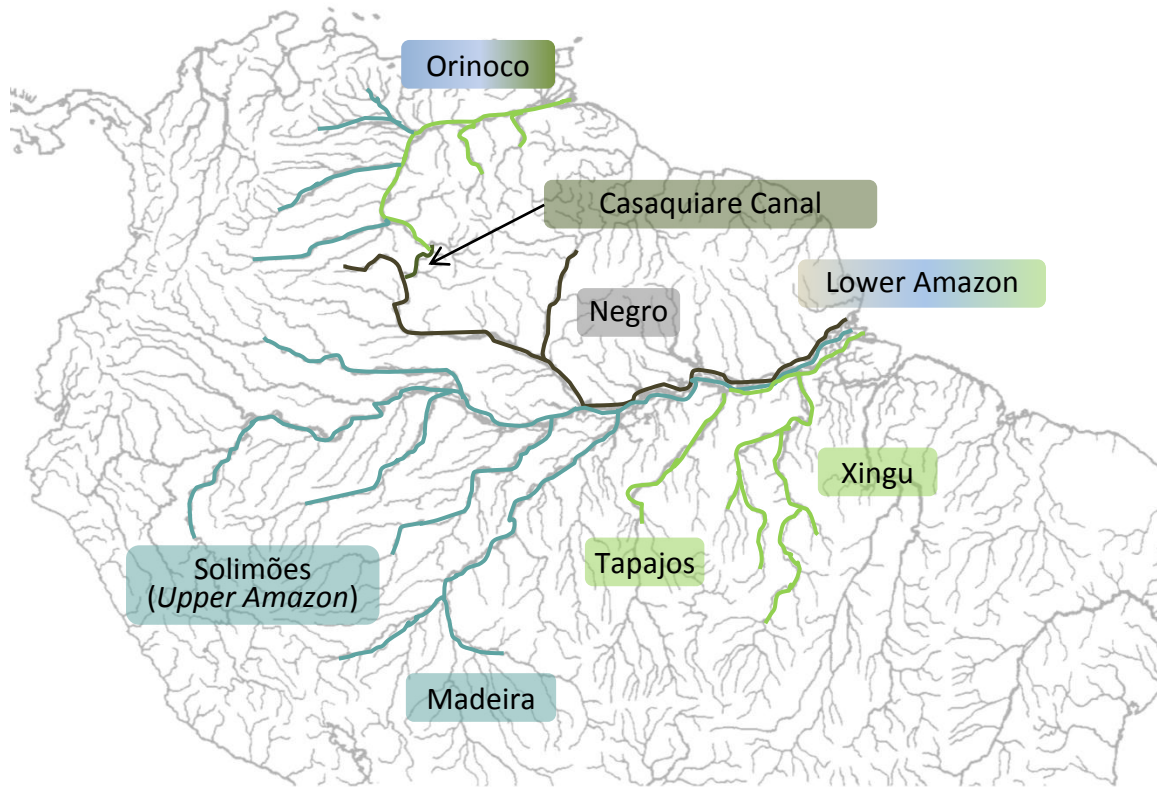 Orinoco
Casaquiare Canal
Lower Amazon
Negro
Xingu
Tapajos
Solimões
(Upper Amazon)
Madeira